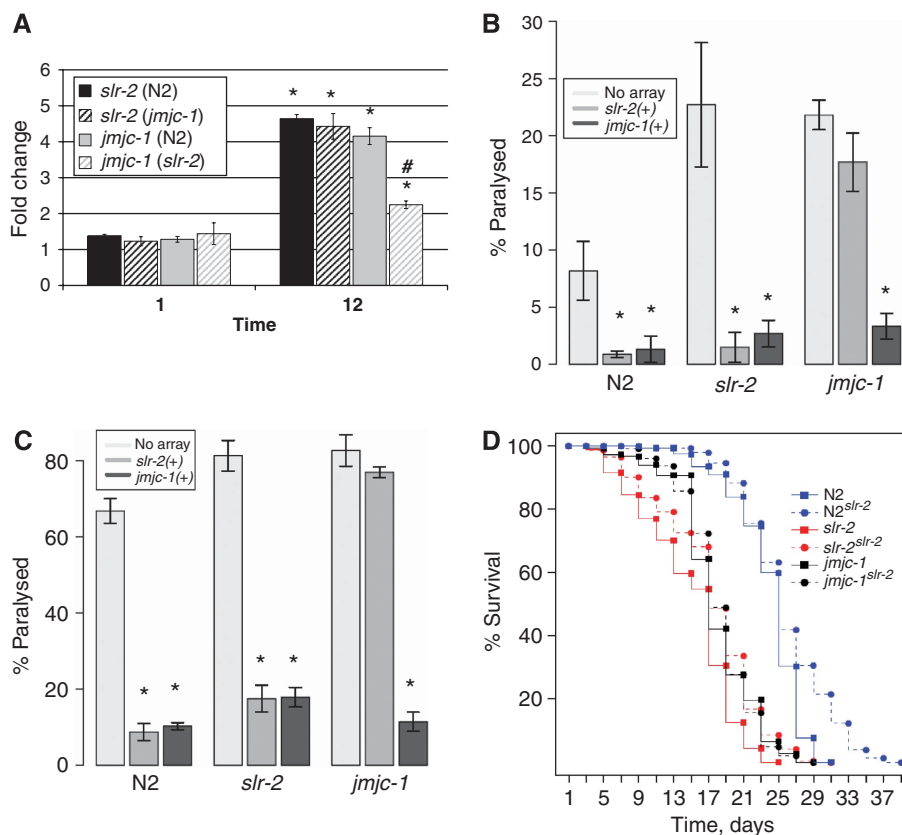 A
Fold change
6
5
4
3
2
1
0
slr-2 (N2)
slr-2 (jmjc-1)
jmjc-1 (N2)
jmjc-1 (slr-2)
* * * # *
1 12
Time
B
% Paralysed
30
25
20
15
10
5
0
No array
slr-2(+)
jmjc-1(+)
* * * * *
N2 slr-2 jmjc-1
C
% Paralysed
80
60
40
20
0
No array
slr-2(+)
jmjc-1(+)
* * * * *
N2 slr-2 jmjc-1
D
% Survival
100
80
60
40
20
N2
N2slr-2
slr-2
slr-2slr-2
jmjc-1
jmjc-1slr-2
1 5 9 13 17 21 25 29 33 37
Time, days